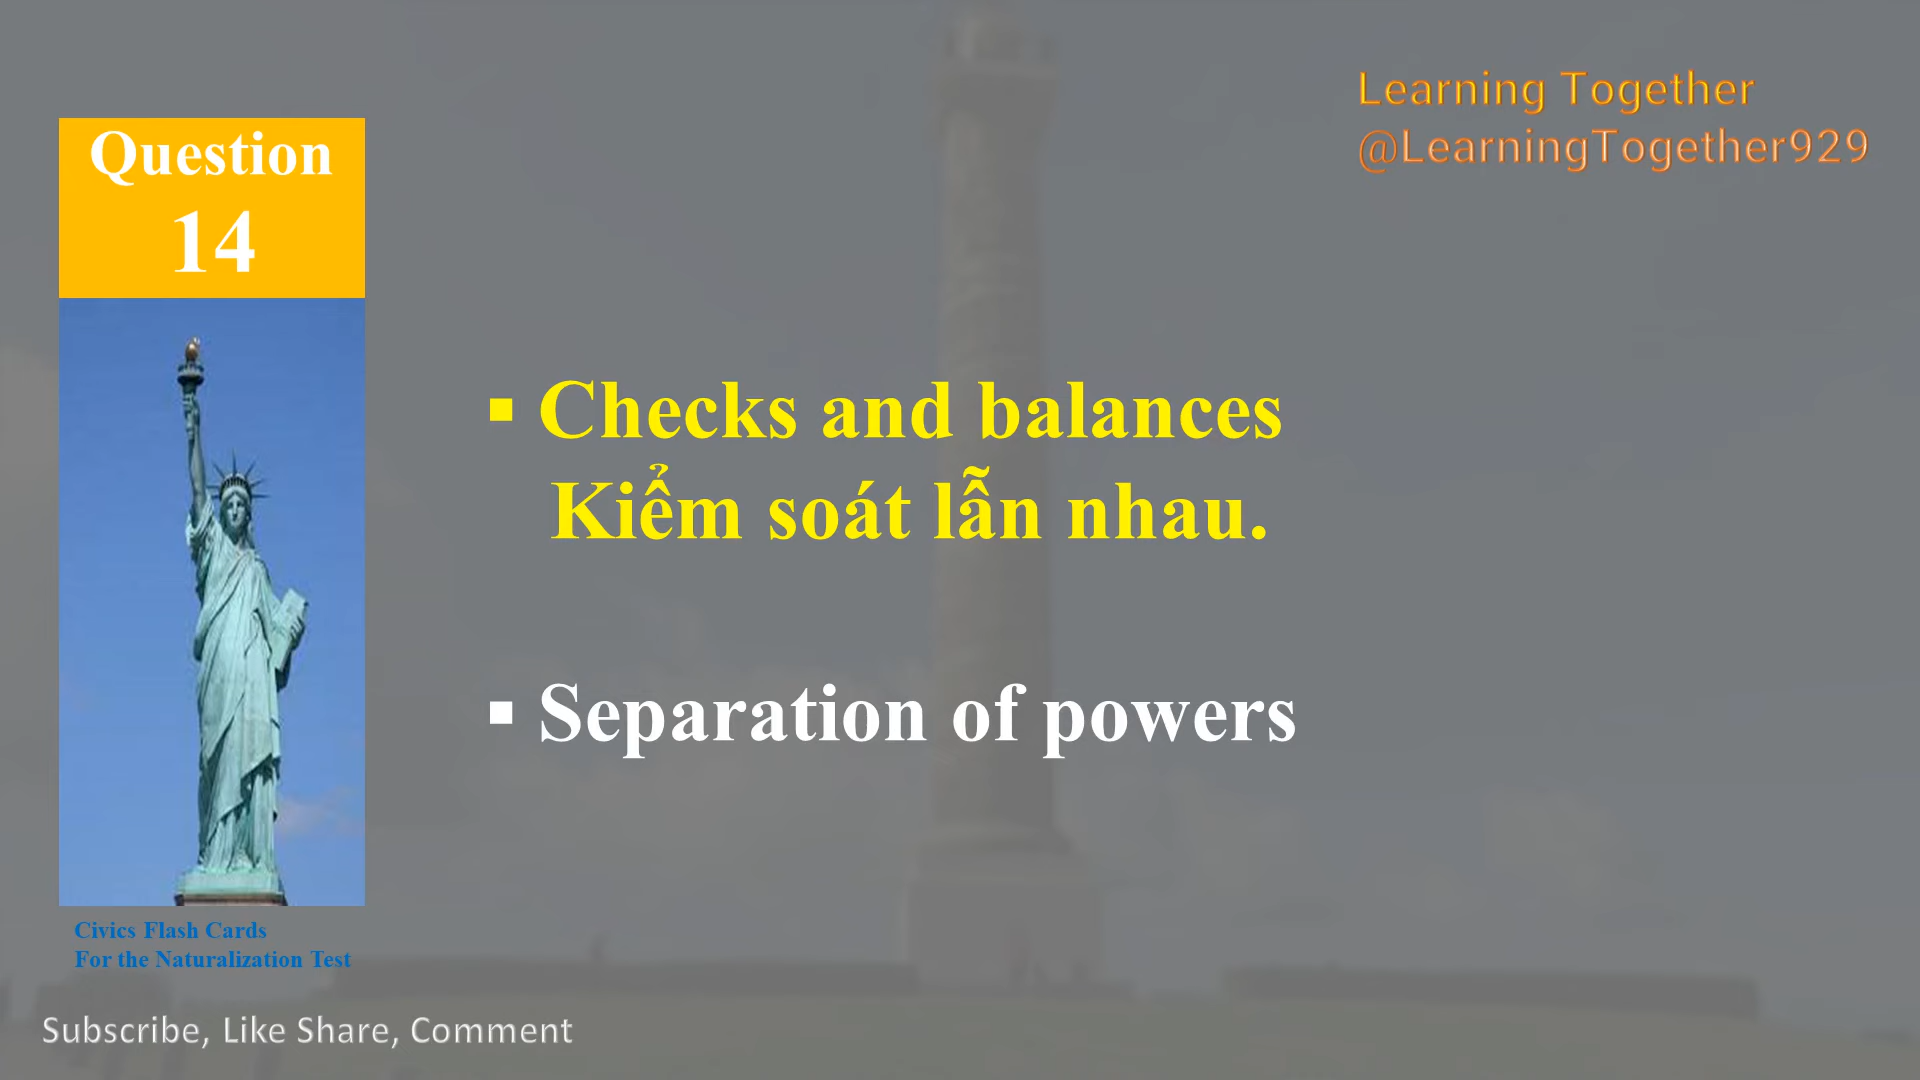 Learning Together
@LearningTogether929
Question
14
▪ Checks and balances
Kiểm soát lẫn nhau.
▪ Separation of powers
Civics Flash Cards
For the Naturalization Test
Subscribe, Like Share, Comment